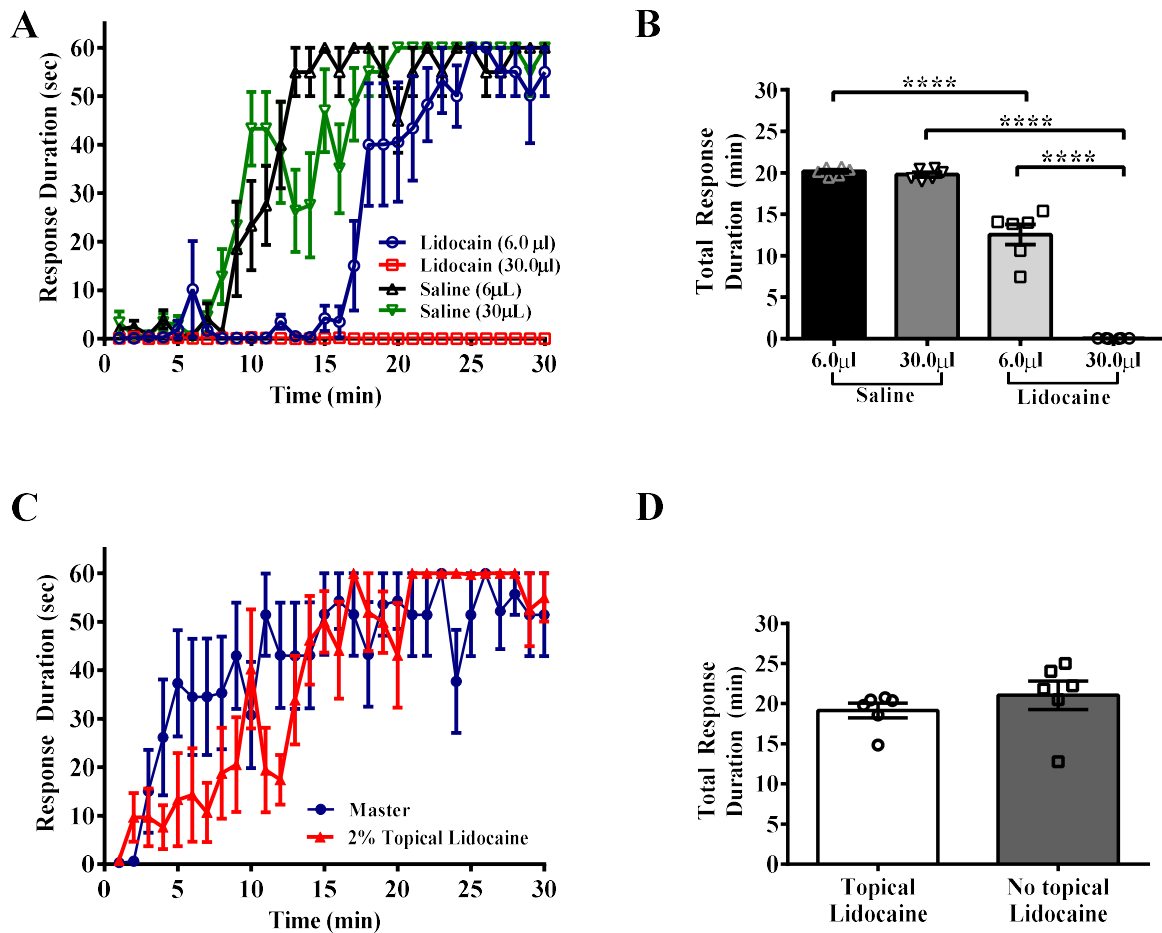 A
Response Duration (sec)
60
50
40
30
20
10
0
0
5
10
15
20
25
30
Time (min)
Lidocain (6.0 μl)
Lidocain (30.0μl)
Saline (6μL)
Saline (30μL)
B
Total Response
Duration (min)
30
25
20
15
10
5
0
****
****
****
6.0μl
30.0μl
6.0μl
30.0μl
Saline
Lidocaine
C
Response Duration (sec)
60
50
40
30
20
10
0
0
5
10
15
20
25
30
Time (min)
Master
2% Topical Lidocaine
D
Total Response
Duration (min)
30
25
20
15
10
5
0
Topical
Lidocaine
No topical
Lidocaine